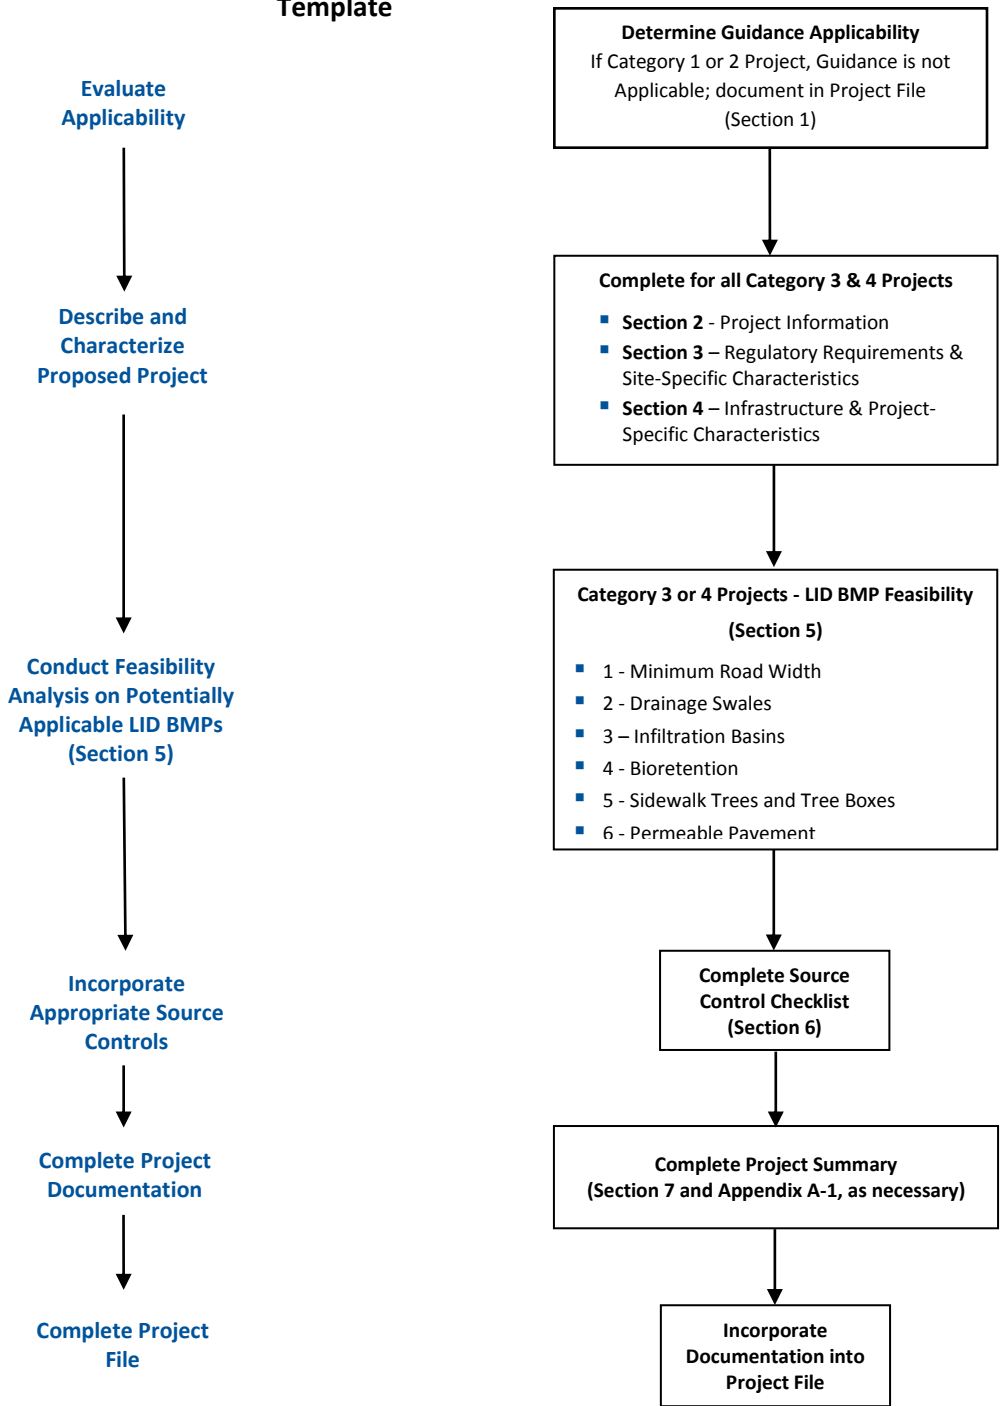 Template
Evaluate
Applicability
Describe and
Characterize
Proposed Project
Conduct Feasibility
Analysis on Potentially
Applicable LID BMPs
(Section 5)
Incorporate
Appropriate Source
Controls
Complete Project
Documentation
Complete Project
File
Determine Guidance Applicability
If Category 1 or 2 Project, Guidance is not
Applicable; document in Project File
(Section 1)
Complete for all Category 3 & 4 Projects
▪ Section 2 - Project Information
▪ Section 3 – Regulatory Requirements &
Site-Specific Characteristics
▪ Section 4 – Infrastructure & Project-
Specific Characteristics
Category 3 or 4 Projects - LID BMP Feasibility
(Section 5)
▪ 1 - Minimum Road Width
▪ 2 - Drainage Swales
▪ 3 – Infiltration Basins
▪ 4 - Bioretention
▪ 5 - Sidewalk Trees and Tree Boxes
▪ 6 - Permeable Pavement
Complete Source
Control Checklist
(Section 6)
Complete Project Summary
(Section 7 and Appendix A-1, as necessary)
Incorporate
Documentation into
Project File